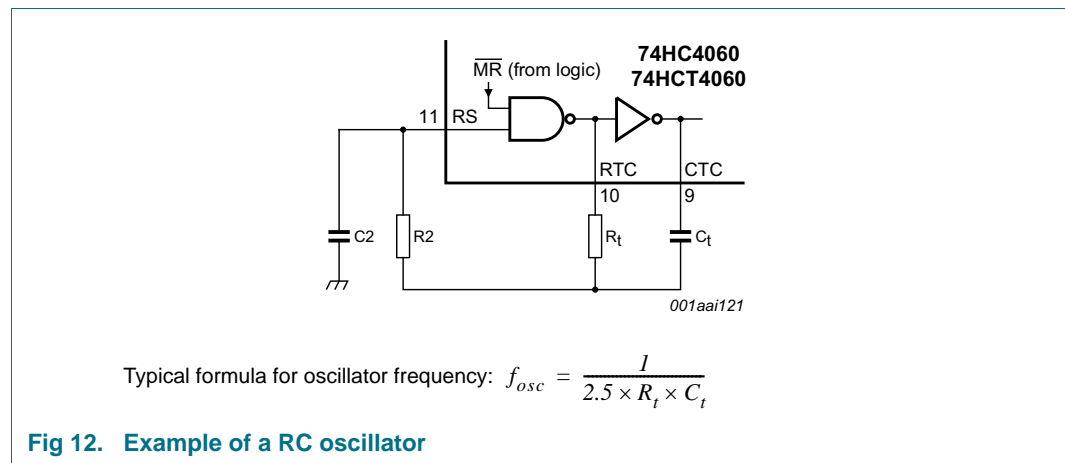 74HC4060
74HCT4060
MR (from logic)
11 RS
RTC CTC
10 9
C2 R2 Rt Ct
001aai121
Typical formula for oscillator frequency: fosc = 1 / 2.5 × Rt × Ct
Fig 12. Example of a RC oscillator